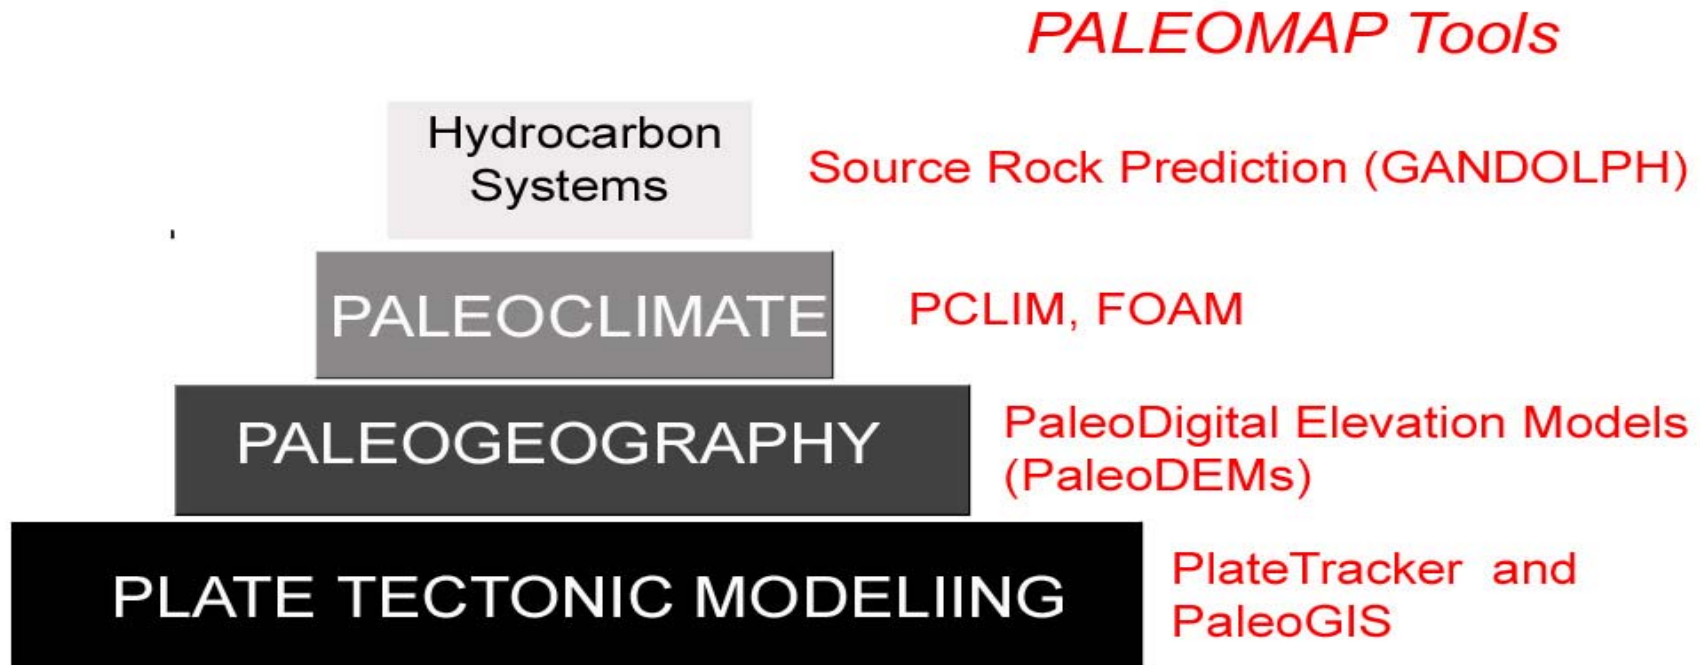 PALEOMAP Tools
Hydrocarbon
Systems
Source Rock Prediction (GANDOLPH)
PALEOCLIMATE
PCLIM, FOAM
PALEOGEOGRAPHY
PaleoDigital Elevation Models
(PaleoDEMs)
PLATE TECTONIC MODELIING
PlateTracker and
PaleoGIS